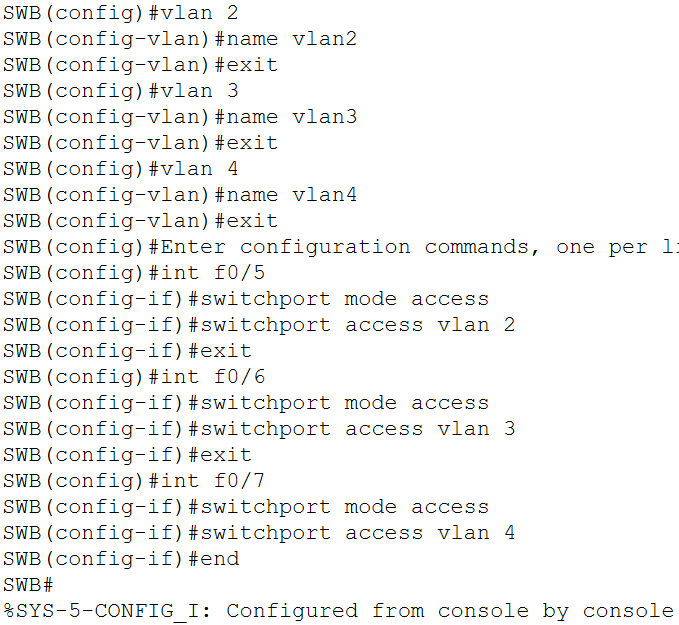 SWB(config)#vlan 2
SWB(config-vlan)#name vlan2
SWB(config-vlan)#exit
SWB(config)#vlan 3
SWB(config-vlan)#name vlan3
SWB(config-vlan)#exit
SWB(config)#vlan 4
SWB(config-vlan)#name vlan4
SWB(config-vlan)#exit
SWB(config)#Enter configuration commands, one per
SWB(config)#int f0/5
SWB(config-if)#switchport mode access
SWB(config-if)#switchport access vlan 2
SWB(config-if)#exit
SWB(config)#int f0/6
SWB(config-if)#switchport mode access
SWB(config-if)#switchport access vlan 3
SWB(config-if)#exit
SWB(config)#int f0/7
SWB(config-if)#switchport mode access
SWB(config-if)#switchport access vlan 4
SWB(config-if)#end
SWB#
%SYS-5-CONFIG_I: Configured from console by console